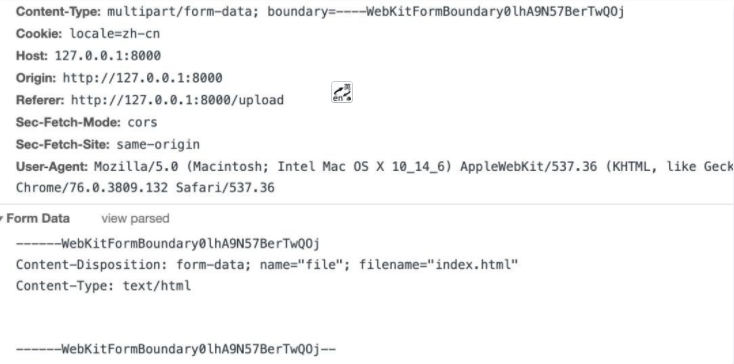 Content-Type: multipart/form-data; boundary=----WebKitFormBoundary0lhA9N57BerTwQOj
Cookie: locale=zh-cn
Host: 127.0.0.1:8000
Origin: http://127.0.0.1:8000
Referer: http://127.0.0.1:8000/upload
英
en
Sec-Fetch-Mode: cors
Sec-Fetch-Site: same-origin
User-Agent: Mozilla/5.0 (Macintosh; Intel Mac OS X 10_14_6) AppleWebKit/537.36 (KHTML, like Geck
Chrome/76.0.3809.132 Safari/537.36
Form Data view parsed
------WebKitFormBoundary0lhA9N57BerTwQOj
Content-Disposition: form-data; name="file"; filename="index.html"
Content-Type: text/html
------WebKitFormBoundary0lhA9N57BerTwQOj--